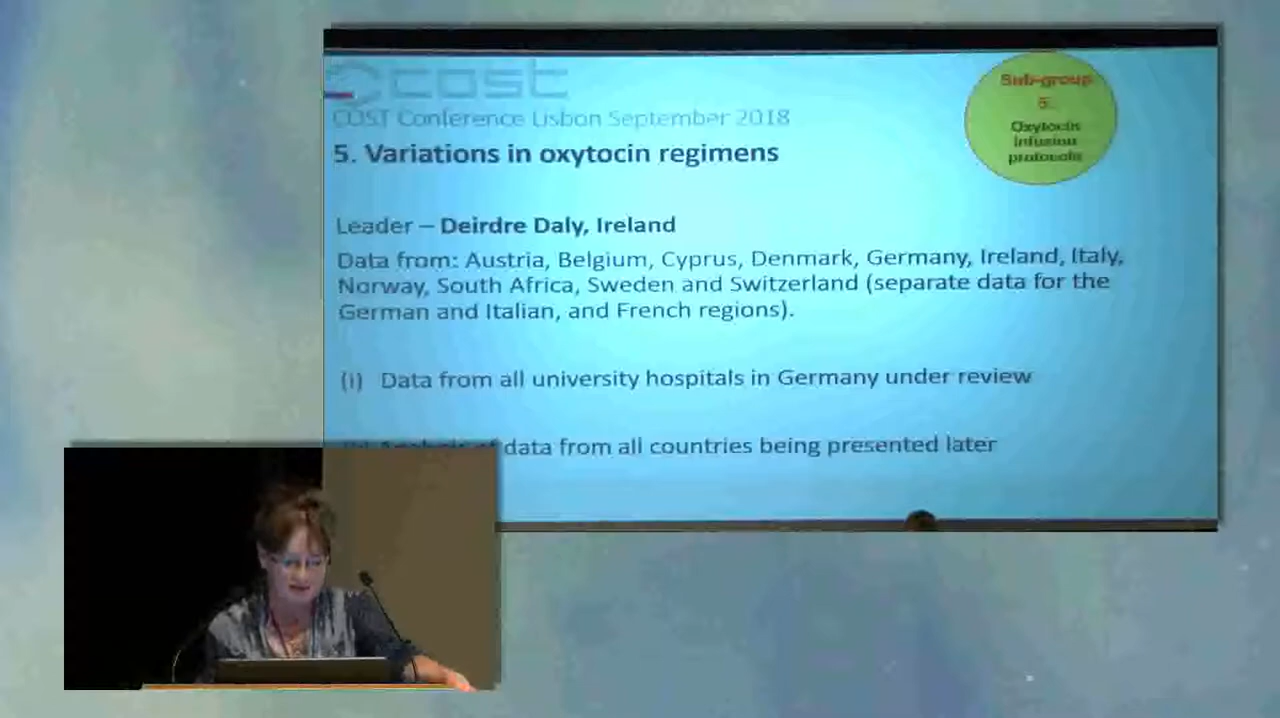 cost
COST Conference Lisbon September 2018
Sub-group
5.
Oxytocin
infusion
protocols
5. Variations in oxytocin regimens
Leader – Deirdre Daly, Ireland
Data from: Austria, Belgium, Cyprus, Denmark, Germany, Ireland, Italy,
Norway, South Africa, Sweden and Switzerland (separate data for the
German and Italian, and French regions).
(i) Data from all university hospitals in Germany under review
data from all countries being presented later